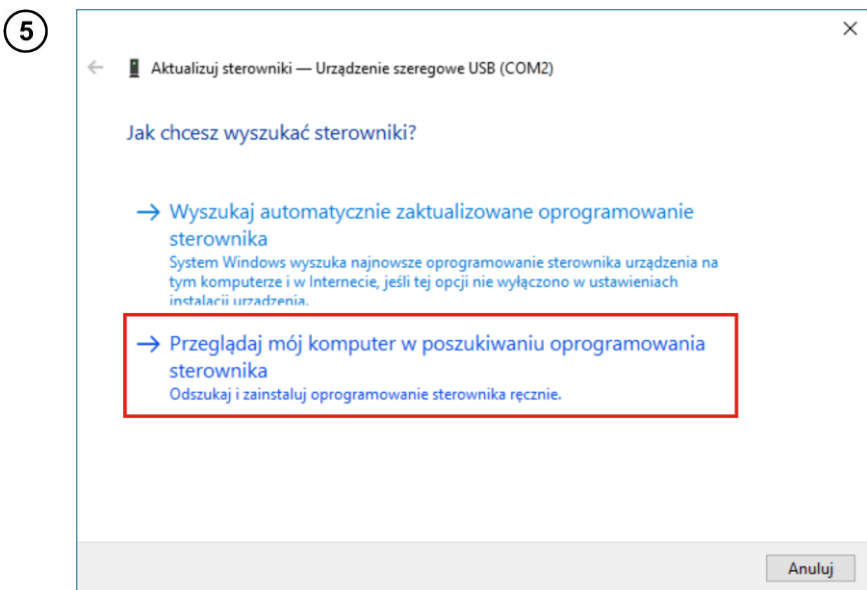 5
Aktualizuj sterowniki — Urządzenie szeregowe USB (COM2)
Jak chcesz wyszukać sterowniki?
Wyszukaj automatycznie zaktualizowane oprogramowanie
sterownika
System Windows wyszuka najnowsze oprogramowanie sterownika urządzenia na
tym komputerze i w Internecie, jeśli tej opcji nie wyłączono w ustawieniach
instalacji urządzenia.
Przeglądaj mój komputer w poszukiwaniu oprogramowania
sterownika
Odszukaj i zainstaluj oprogramowanie sterownika ręcznie.
Anuluj